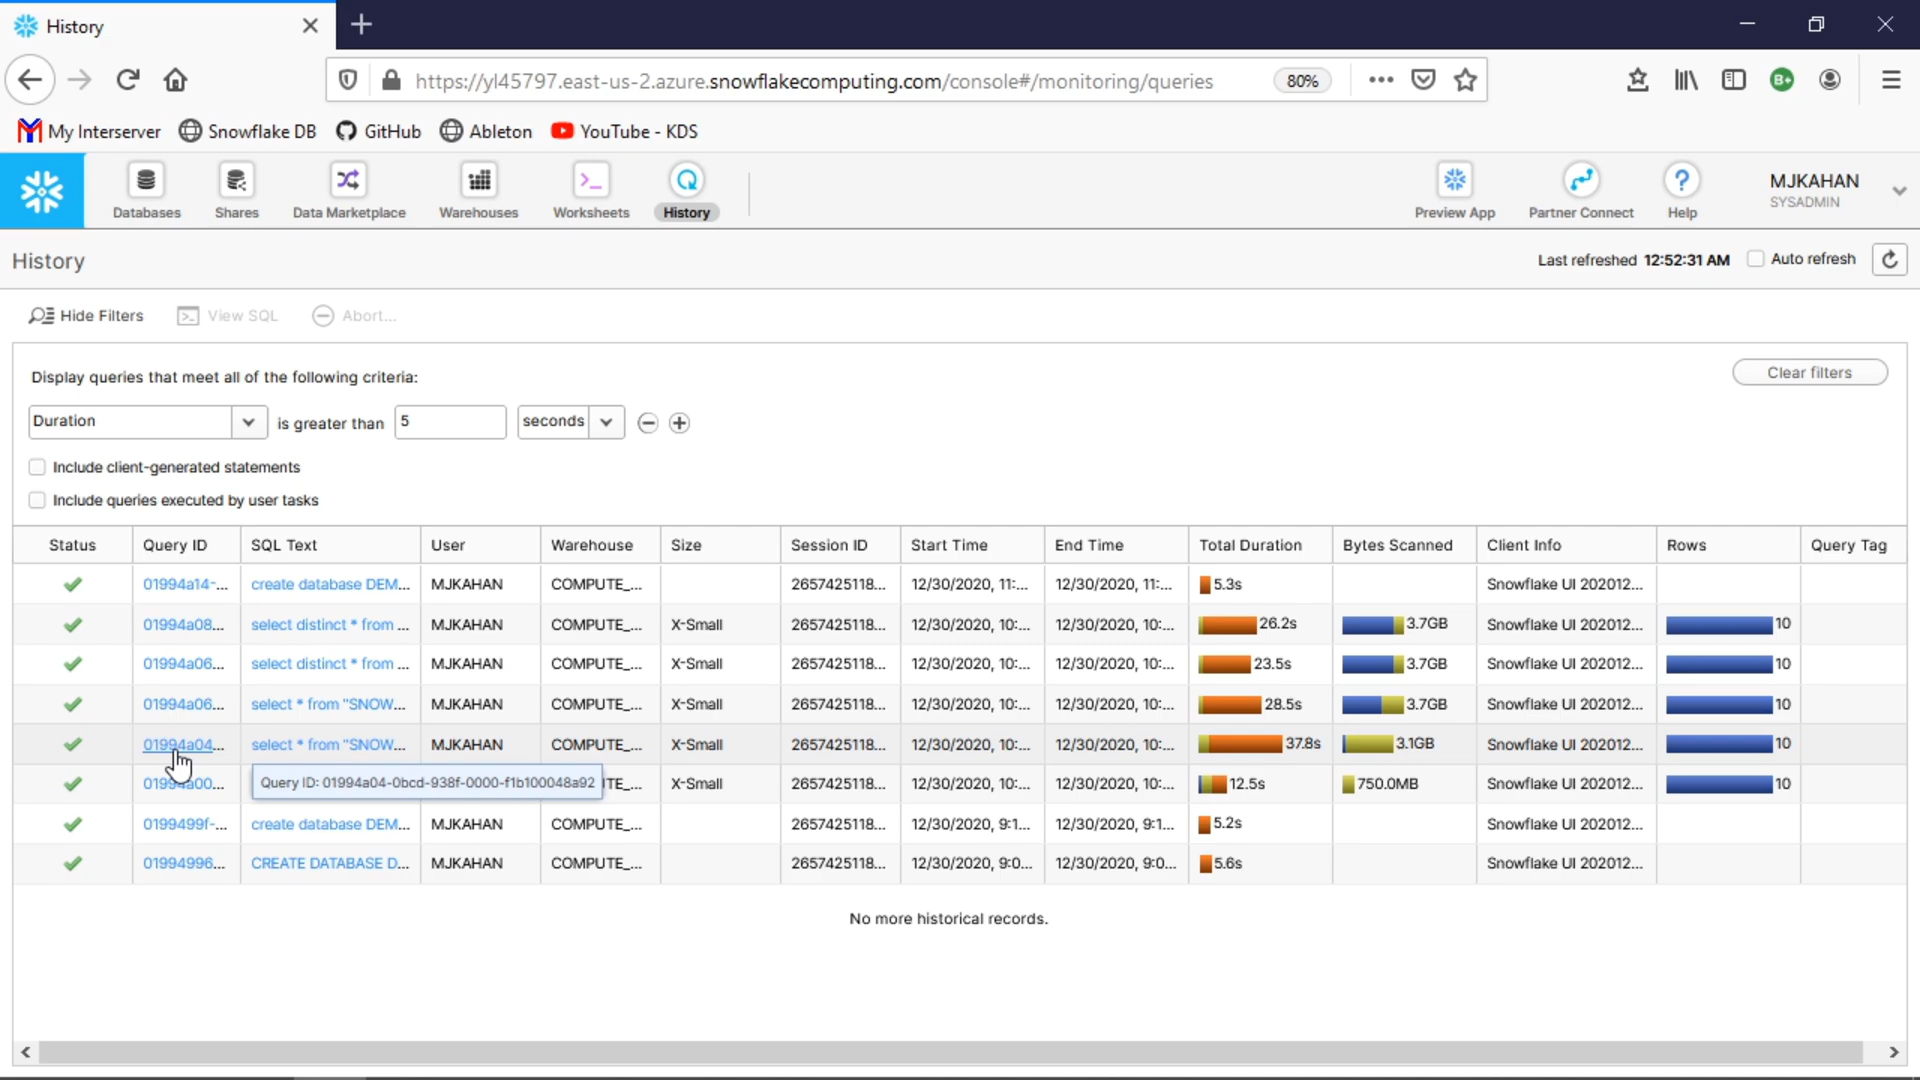 History
https://yl45797.east-us-2.azure.snowflakecomputing.com/console#/monitoring/queries 80%
My Interserver Snowflake DB GitHub Ableton YouTube - KDS
Databases Shares Data Marketplace Warehouses Worksheets History Preview App Partner Connect Help MJKAHAN
SYSADMIN
History Last refreshed 12:52:31 AM Auto refresh
Hide Filters View SQL Abort...
Display queries that meet all of the following criteria: Clear filters
Duration is greater than 5 seconds
Include client-generated statements
Include queries executed by user tasks
Status Query ID SQL Text User Warehouse Size Session ID Start Time End Time Total Duration Bytes Scanned Client Info Rows Query Tag
01994a14-... create database DEM... MJKAHAN COMPUTE_... 2657425118... 12/30/2020, 11:... 12/30/2020, 11:... 5.3s Snowflake UI 202012...
01994a08... select distinct * from ... MJKAHAN COMPUTE_... X-Small 2657425118... 12/30/2020, 10:... 12/30/2020, 10:... 26.2s 3.7GB Snowflake UI 202012... 10
01994a06... select distinct * from ... MJKAHAN COMPUTE_... X-Small 2657425118... 12/30/2020, 10:... 12/30/2020, 10:... 23.5s 3.7GB Snowflake UI 202012... 10
01994a06... select * from "SNOW... MJKAHAN COMPUTE_... X-Small 2657425118... 12/30/2020, 10:... 12/30/2020, 10:... 28.5s 3.7GB Snowflake UI 202012... 10
01994a04... select * from "SNOW... MJKAHAN COMPUTE_... X-Small 2657425118... 12/30/2020, 10:... 12/30/2020, 10:... 37.8s 3.1GB Snowflake UI 202012... 10
01994a00... Query ID: 01994a04-0bcd-938f-0000-f1b100048a92 TE_... X-Small 2657425118... 12/30/2020, 10:... 12/30/2020, 10:... 12.5s 750.0MB Snowflake UI 202012... 10
0199499f-... create database DEM... MJKAHAN COMPUTE_... 2657425118... 12/30/2020, 9:1... 12/30/2020, 9:1... 5.2s Snowflake UI 202012...
01994996... CREATE DATABASE D... MJKAHAN COMPUTE_... 2657425118... 12/30/2020, 9:0... 12/30/2020, 9:0... 5.6s Snowflake UI 202012...
No more historical records.